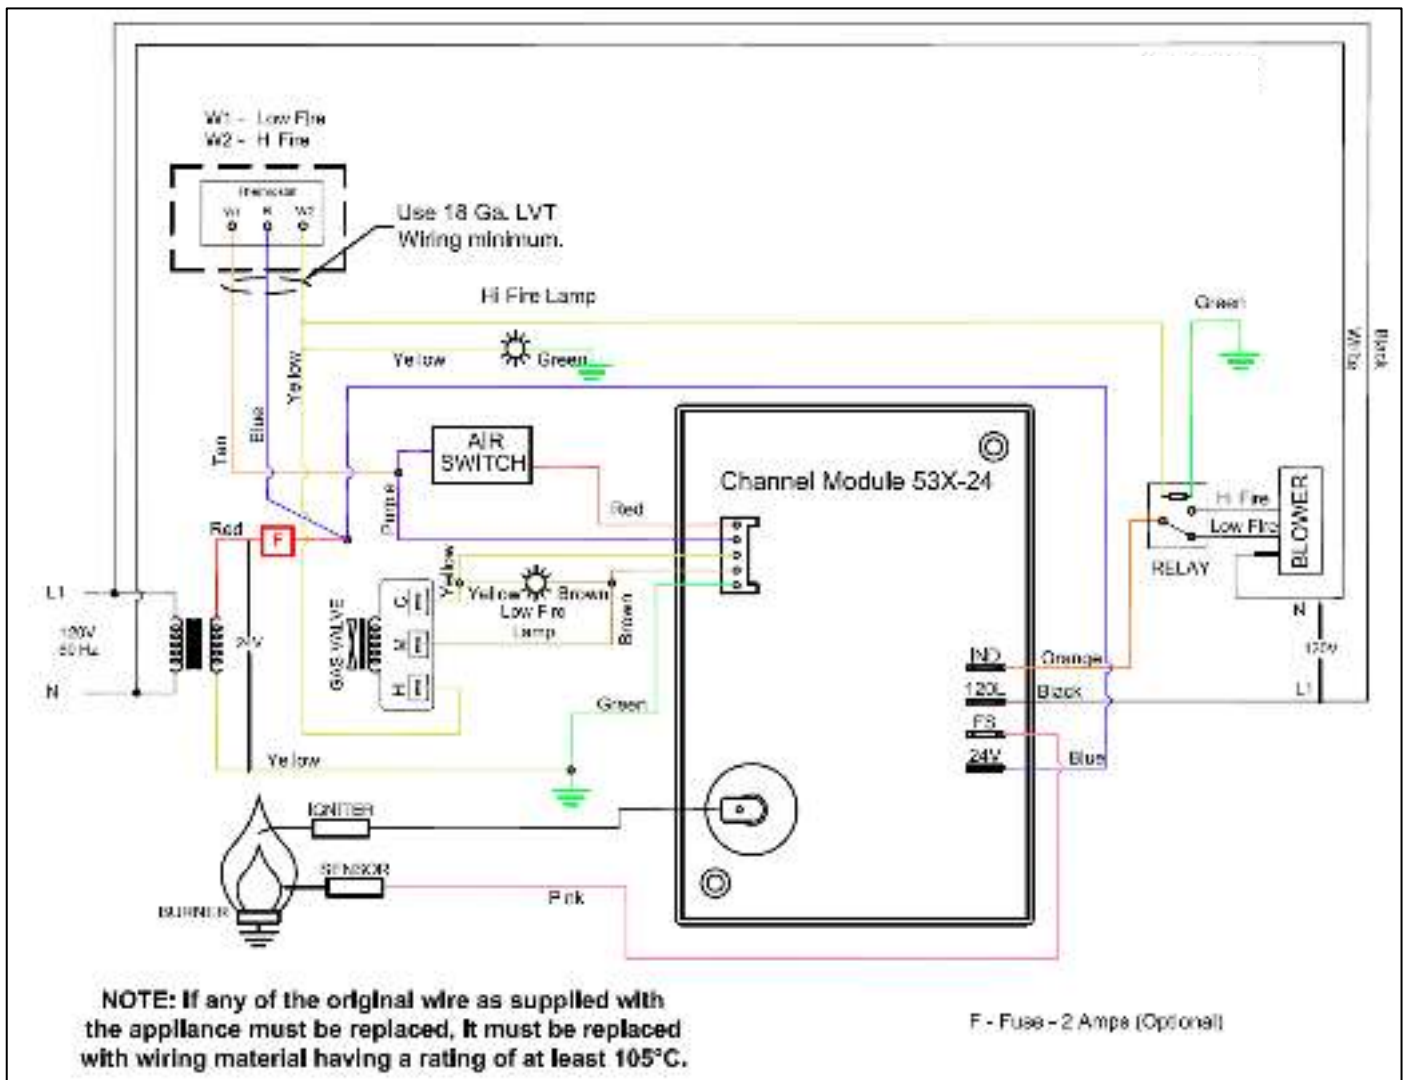 W1 - Low Fire
W2 - H Fire
Thermostat
W1 R W2
Use 18 Ga. LVT
Wiring minimum.
Hi Fire Lamp
Green
Yellow
Green
White
Black
Yellow
Blue
Tan
AIR
SWITCH
Channel Module 53X-24
Purple
Red
Red
F
Hi Fire
Low Fire
BLOWER
RELAY
Yellow
Yellow
Brown
Low Fire
Lamp
Brown
L1
120V
60 Hz
N
24V
GAS VALVE
C
M
H
N
120V
L1
IND
Orange
120L
Black
FS
24V
Blue
Green
Yellow
IGNITER
SENSOR
Pink
BURNER
NOTE: If any of the original wire as supplied with
the appliance must be replaced, it must be replaced
with wiring material having a rating of at least 105°C.
F - Fuse - 2 Amps (Optional)